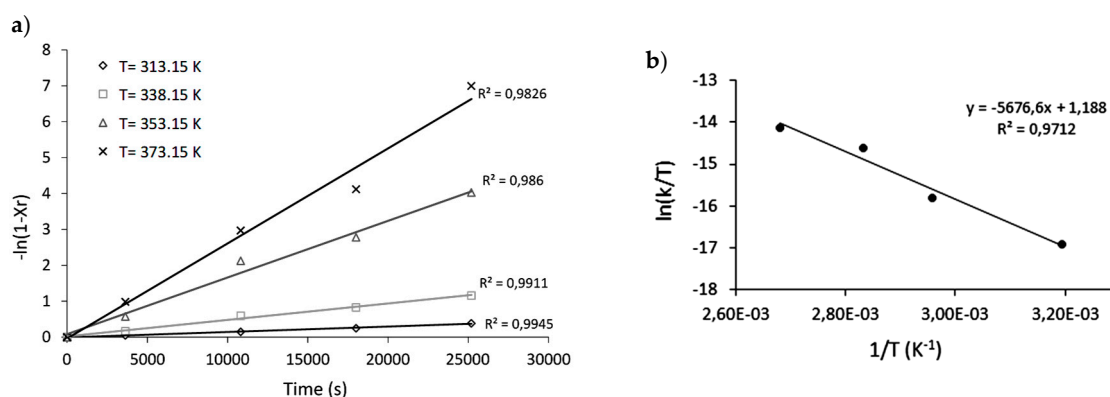 a)
8
7
6
5
4
3
2
1
0
-ln(1-Xr)
T= 313.15 K
T= 338.15 K
T= 353.15 K
T= 373.15 K
R² = 0,9826
R² = 0,986
R² = 0,9911
R² = 0,9945
0 5000 10000 15000 20000 25000 30000
Time (s)
b)
-13
-14
-15
-16
-17
-18
ln(k/T)
y = -5676,6x + 1,188
R² = 0,9712
2,60E-03 2,80E-03 3,00E-03 3,20E-03
1/T (K⁻¹)